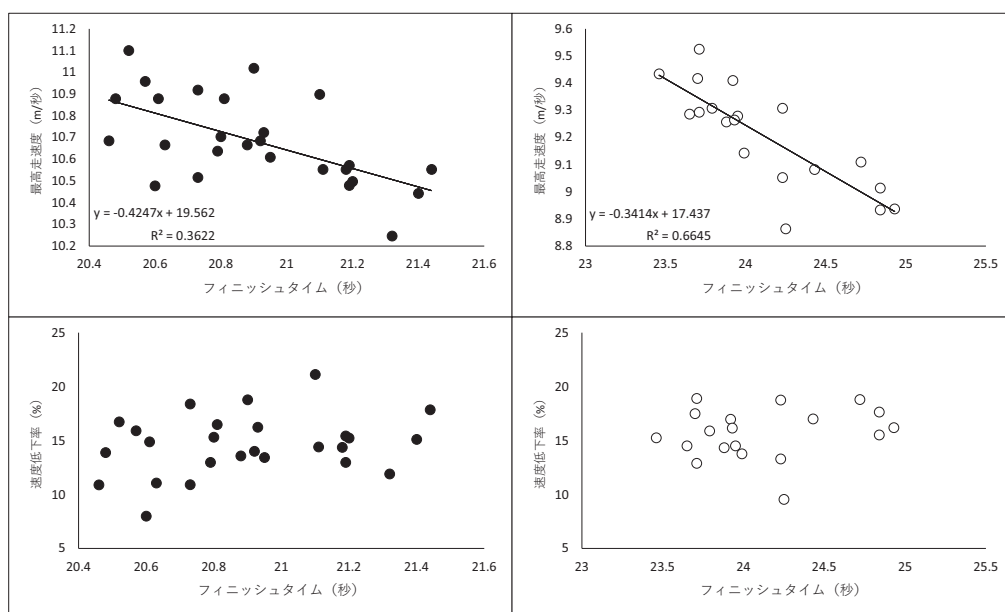 11.2
11.1
11
10.9
10.8
10.7
10.6
10.5
10.4
10.3
10.2
最高走速度（m/秒）
y = -0.4247x + 19.562
R² = 0.3622
20.4 20.6 20.8 21 21.2 21.4 21.6
フィニッシュタイム（秒）
9.6
9.5
9.4
9.3
9.2
9.1
9
8.9
8.8
最高走速度（m/秒）
y = -0.3414x + 17.437
R² = 0.6645
23 23.5 24 24.5 25 25.5
フィニッシュタイム（秒）
25
20
15
10
5
速度低下率（%）
20.4 20.6 20.8 21 21.2 21.4 21.6
フィニッシュタイム（秒）
25
20
15
10
5
速度低下率（%）
23 23.5 24 24.5 25 25.5
フィニッシュタイム（秒）